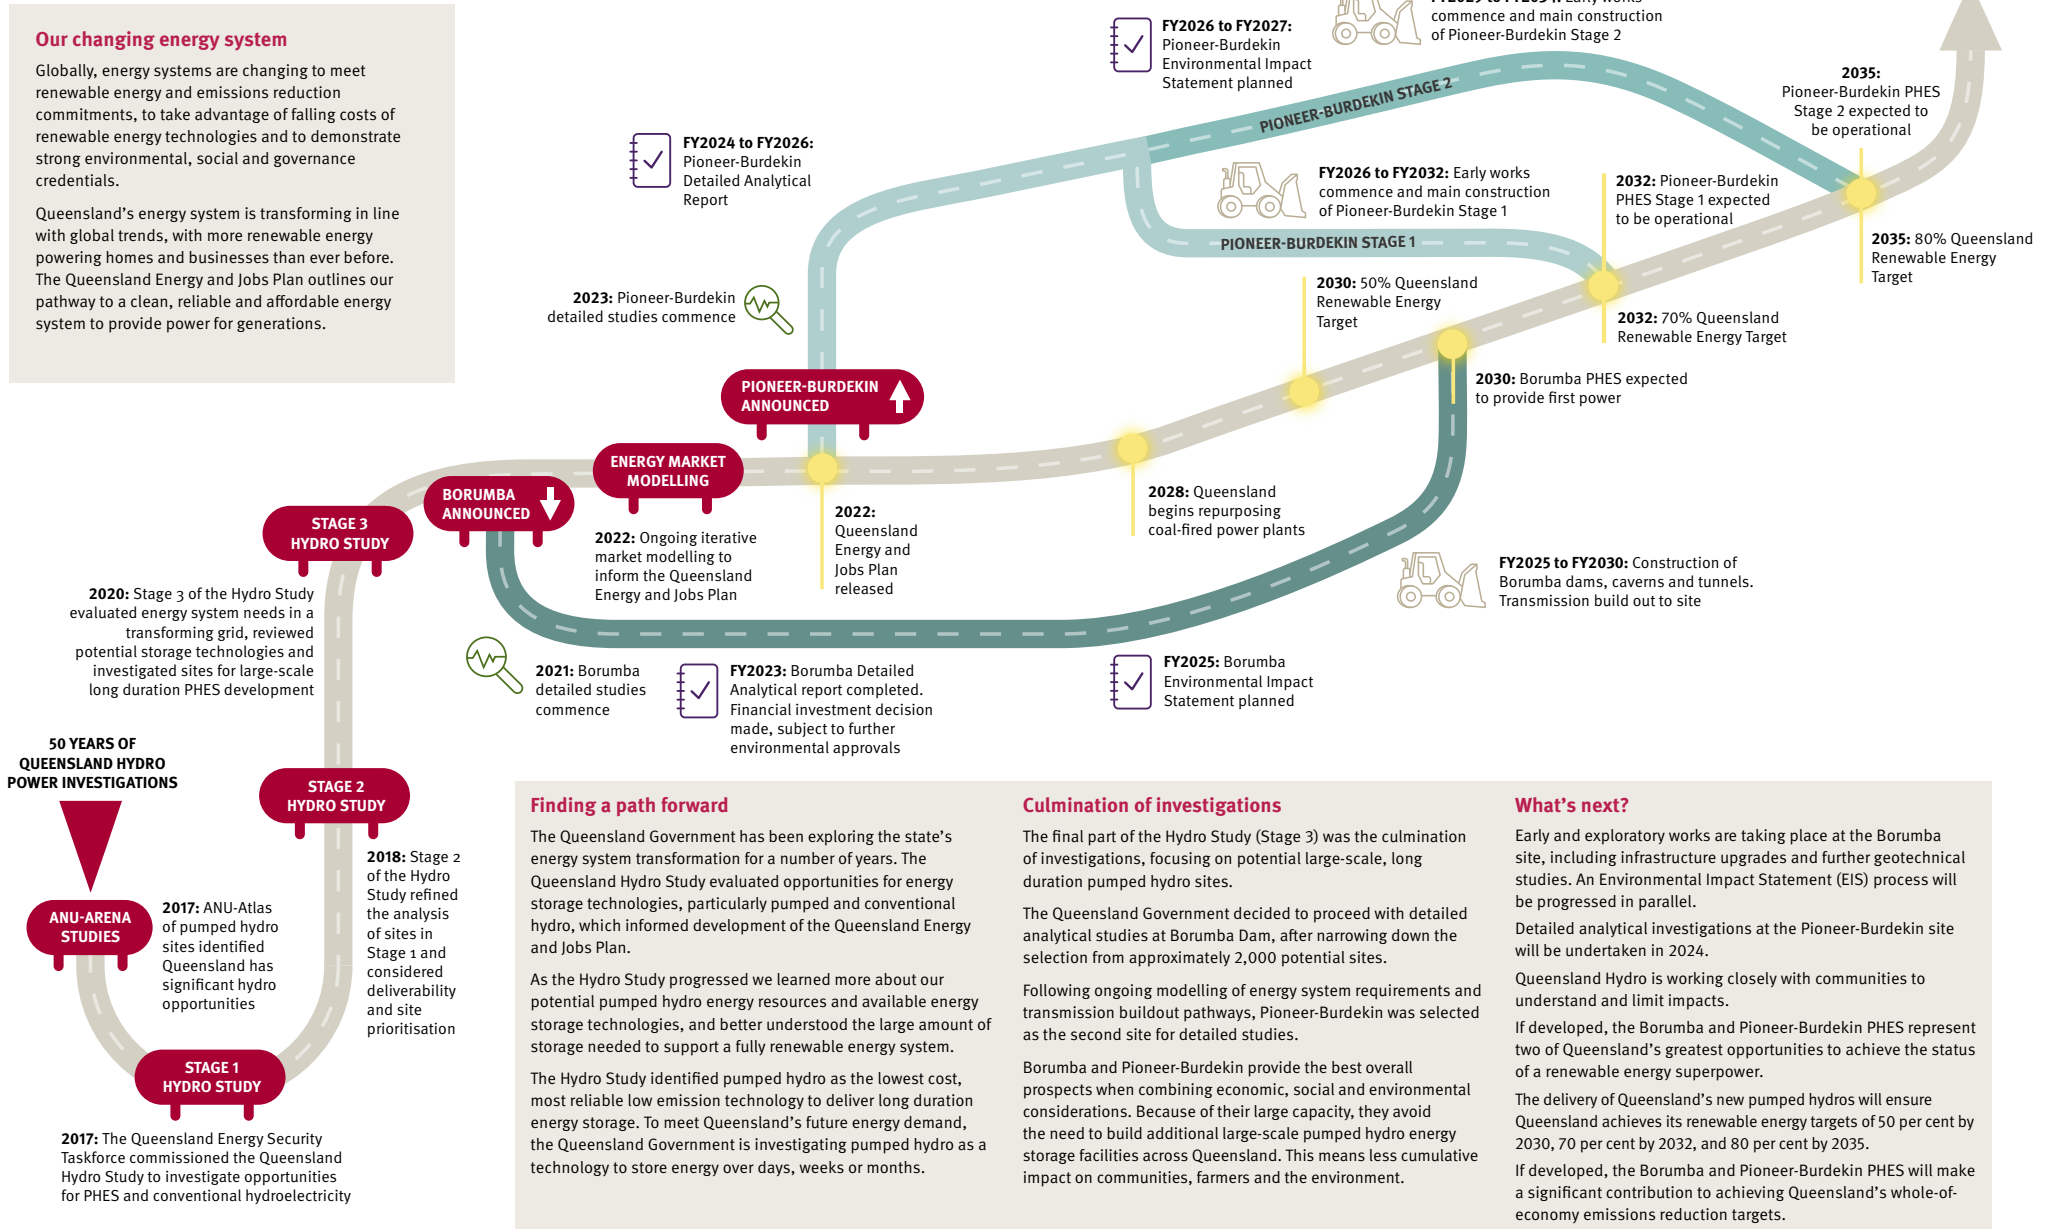 Our changing energy system
Globally, energy systems are changing to meet
renewable energy and emissions reduction
commitments, to take advantage of falling costs of
renewable energy technologies and to demonstrate
strong environmental, social and governance
credentials.
Queensland's energy system is transforming in line
with global trends, with more renewable energy
powering homes and businesses than ever before.
The Queensland Energy and Jobs Plan outlines our
pathway to a clean, reliable and affordable energy
system to provide power for generations.
50 YEARS OF
QUEENSLAND HYDRO
POWER INVESTIGATIONS
ANU-ARENA
STUDIES
2017: ANU-Atlas
of pumped hydro
sites identified
Queensland has
significant hydro
opportunities
STAGE 1
HYDRO STUDY
2017: The Queensland Energy Security
Taskforce commissioned the Queensland
Hydro Study to investigate opportunities
for PHES and conventional hydroelectricity
STAGE 2
HYDRO STUDY
2018: Stage 2
of the Hydro
Study refined
the analysis
of sites in
Stage 1 and
considered
deliverability
and site
prioritisation
STAGE 3
HYDRO STUDY
2020: Stage 3 of the Hydro Study
evaluated energy system needs in a
transforming grid, reviewed
potential storage technologies and
investigated sites for large-scale
long duration PHES development
BORUMBA
ANNOUNCED
2021: Borumba
detailed studies
commence
FY2023: Borumba Detailed
Analytical report completed.
Financial investment decision
made, subject to further
environmental approvals
FY2025: Borumba
Environmental Impact
Statement planned
FY2025 to FY2030: Construction of
Borumba dams, caverns and tunnels.
Transmission build out to site
ENERGY MARKET
MODELLING
2022: Ongoing iterative
market modelling to
inform the Queensland
Energy and Jobs Plan
PIONEER-BURDEKIN
ANNOUNCED
2022:
Queensland
Energy and
Jobs Plan
released
2023: Pioneer-Burdekin
detailed studies commence
FY2024 to FY2026:
Pioneer-Burdekin
Detailed Analytical
Report
FY2026 to FY2027:
Pioneer-Burdekin
Environmental Impact
Statement planned
commence and main construction
of Pioneer-Burdekin Stage 2
PIONEER-BURDEKIN STAGE 2
FY2026 to FY2032: Early works
commence and main construction
of Pioneer-Burdekin Stage 1
PIONEER-BURDEKIN STAGE 1
2028: Queensland
begins repurposing
coal-fired power plants
2030: 50% Queensland
Renewable Energy
Target
2030: Borumba PHES expected
to provide first power
2032: Pioneer-Burdekin
PHES Stage 1 expected
to be operational
2032: 70% Queensland
Renewable Energy Target
2035:
Pioneer-Burdekin PHES
Stage 2 expected to
be operational
2035: 80% Queensland
Renewable Energy
Target
Finding a path forward
The Queensland Government has been exploring the state's
energy system transformation for a number of years. The
Queensland Hydro Study evaluated opportunities for energy
storage technologies, particularly pumped and conventional
hydro, which informed development of the Queensland Energy
and Jobs Plan.
As the Hydro Study progressed we learned more about our
potential pumped hydro energy resources and available energy
storage technologies, and better understood the large amount of
storage needed to support a fully renewable energy system.
The Hydro Study identified pumped hydro as the lowest cost,
most reliable low emission technology to deliver long duration
energy storage. To meet Queensland's future energy demand,
the Queensland Government is investigating pumped hydro as a
technology to store energy over days, weeks or months.
Culmination of investigations
The final part of the Hydro Study (Stage 3) was the culmination
of investigations, focusing on potential large-scale, long
duration pumped hydro sites.
The Queensland Government decided to proceed with detailed
analytical studies at Borumba Dam, after narrowing down the
selection from approximately 2,000 potential sites.
Following ongoing modelling of energy system requirements and
transmission buildout pathways, Pioneer-Burdekin was selected
as the second site for detailed studies.
Borumba and Pioneer-Burdekin provide the best overall
prospects when combining economic, social and environmental
considerations. Because of their large capacity, they avoid
the need to build additional large-scale pumped hydro energy
storage facilities across Queensland. This means less cumulative
impact on communities, farmers and the environment.
What's next?
Early and exploratory works are taking place at the Borumba
site, including infrastructure upgrades and further geotechnical
studies. An Environmental Impact Statement (EIS) process will
be progressed in parallel.
Detailed analytical investigations at the Pioneer-Burdekin site
will be undertaken in 2024.
Queensland Hydro is working closely with communities to
understand and limit impacts.
If developed, the Borumba and Pioneer-Burdekin PHES represent
two of Queensland's greatest opportunities to achieve the status
of a renewable energy superpower.
The delivery of Queensland's new pumped hydros will ensure
Queensland achieves its renewable energy targets of 50 per cent by
2030, 70 per cent by 2032, and 80 per cent by 2035.
If developed, the Borumba and Pioneer-Burdekin PHES will make
a significant contribution to achieving Queensland's whole-of-
economy emissions reduction targets.